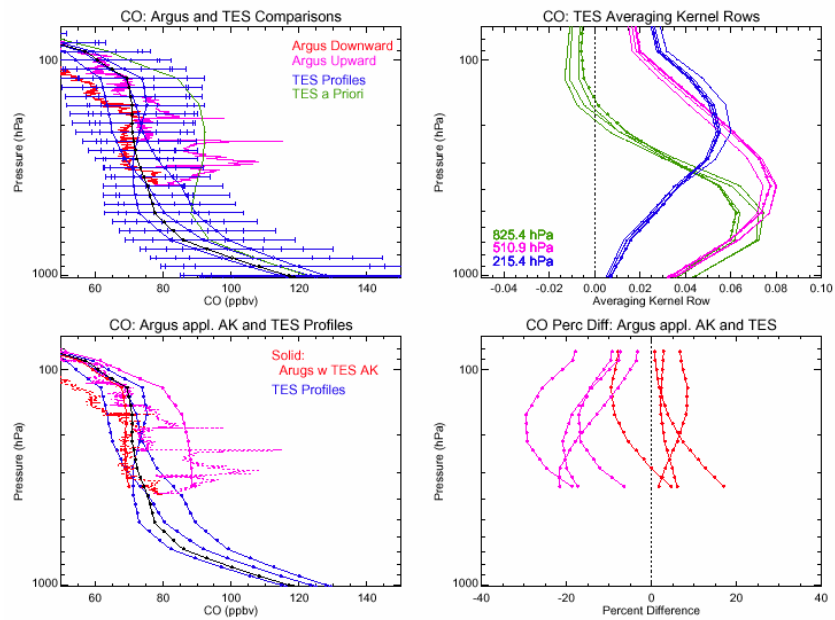 CO: Argus and TES Comparisons
Argus Downward
Argus Upward
TES Profiles
TES a Priori
100
1000
Pressure (hPa)
60 80 100 120 140
CO (ppbv)
CO: TES Averaging Kernel Rows
100
1000
Pressure (hPa)
825.4 hPa
510.9 hPa
215.4 hPa
-0.04 -0.02 0.00 0.02 0.04 0.06 0.08 0.10
Averaging Kernel Row
CO: Argus appl. AK and TES Profiles
Solid:
Arugs w TES AK
TES Profiles
100
1000
Pressure (hPa)
60 80 100 120 140
CO (ppbv)
CO Perc Diff: Argus appl. AK and TES
100
1000
Pressure (hPa)
-40 -20 0 20 40
Percent Difference